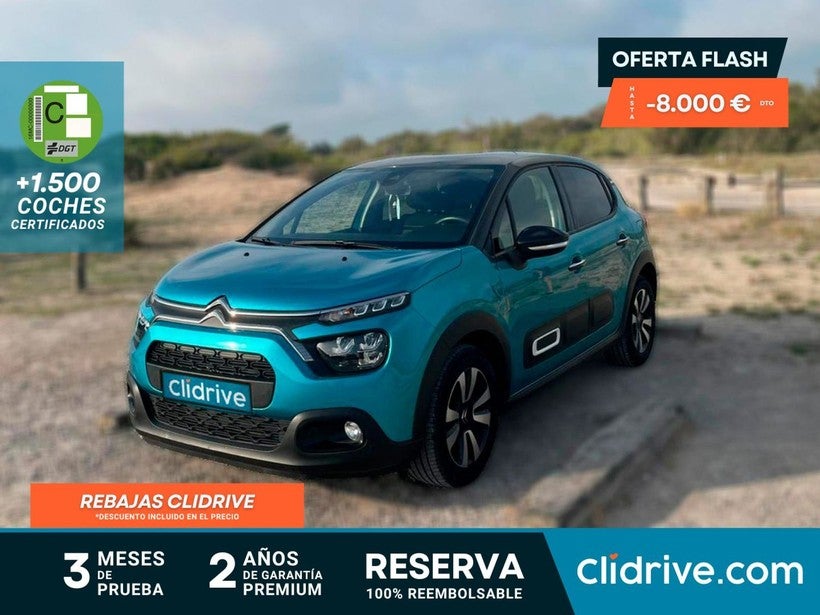 OFERTA FLASH
HASTA -8.000 € DTO
C
DGT
+1.500
COCHES
CERTIFICADOS
Clidrive
REBAJAS CLIDRIVE
*DESCUENTO INCLUIDO EN EL PRECIO
3 MESES DE PRUEBA
2 AÑOS DE GARANTÍA PREMIUM
RESERVA
100% REEMBOLSABLE
Clidrive.com